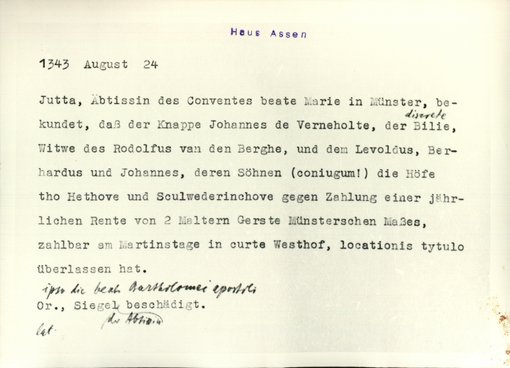 Haus Assen
1343 August 24
Jutta, Äbtissin des Conventes beate Marie in Münster, be-
discrete
kundet, daß der Knappe Johannes de Verneholte, der Bilie,
Witwe des Rodolfus van den Berghe, und dem Levoldus, Ber-
hardus und Johannes, deren Söhnen (coniugum!) die Höfe
tho Hethove und Sculwederinchove gegen Zahlung einer jähr-
lichen Rente von 2 Maltern Gerste Münsterschen Maßes,
zahlbar am Martinstage in curte Westhof, locationis tytulo
überlassen hat.
ipso die beati Bartholomei apostoli
Or., Siegel beschädigt.
der Äbtissin
lat.